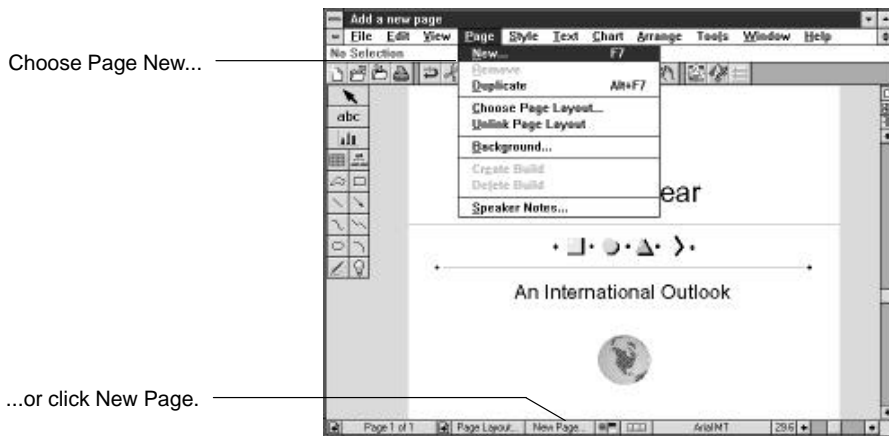 Add a new page
File Edit View Page Style Text Chart Arrange Tools Window Help
No Selection
Choose Page New...
New... F7
Remove
Duplicate Alt+F7
Choose Page Layout...
Unlink Page Layout
Background...
Create Build
Delete Build
Speaker Notes...
abc
ear
An International Outlook
...or click New Page.
Page 1 of 1 Page Layout... New Page... Arial MT 29.6